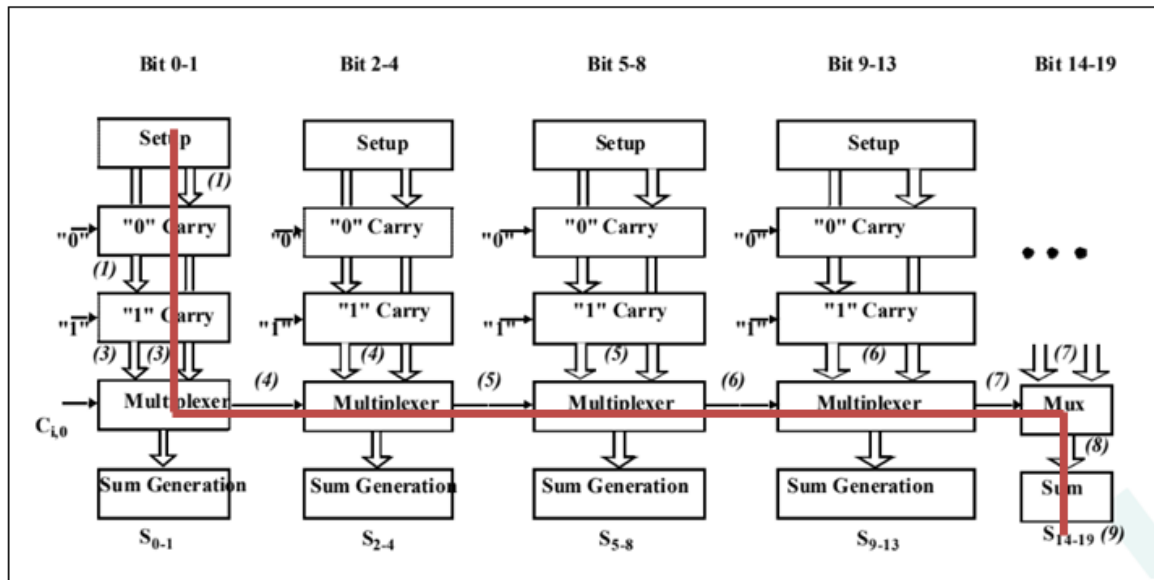 Bit 0-1 Bit 2-4 Bit 5-8 Bit 9-13 Bit 14-19
Setup Setup Setup Setup
(1)
"0" "0" Carry "0" "0" Carry "0" "0" Carry "0" "0" Carry
(1)
"1" "1" Carry "1" "1" Carry "1" "1" Carry "1" "1" Carry
(3) (3) (4) (5) (6) (7)
(4) (5) (6) (7)
Multiplexer Multiplexer Multiplexer Multiplexer Mux
Ci,0
(8)
Sum Generation Sum Generation Sum Generation Sum Generation Sum
S0-1 S2-4 S5-8 S9-13 S14-19 (9)